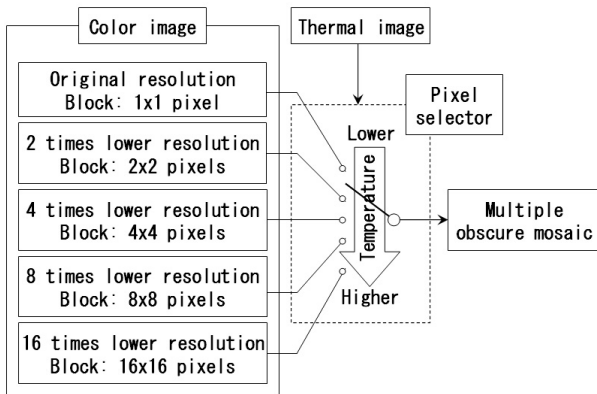 Color image
Thermal image
Original resolution
Block: 1x1 pixel
2 times lower resolution
Block: 2x2 pixels
4 times lower resolution
Block: 4x4 pixels
8 times lower resolution
Block: 8x8 pixels
16 times lower resolution
Block: 16x16 pixels
Pixel
selector
Lower
Temperature
Higher
Multiple
obscure mosaic